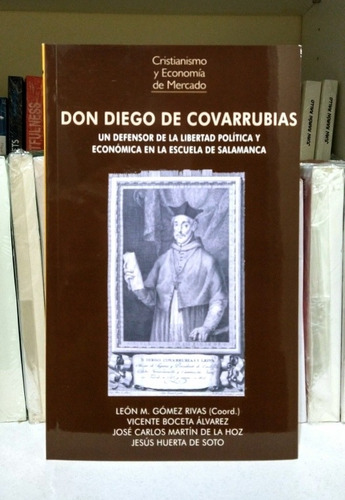 Cristianismo
y Economía
de Mercado
DON DIEGO DE COVARRUBIAS
UN DEFENSOR DE LA LIBERTAD POLÍTICA Y
ECONÓMICA EN LA ESCUELA DE SALAMANCA
LEÓN M. GÓMEZ RIVAS (Coord.)
VICENTE BOCETA ÁLVAREZ
JOSÉ CARLOS MARTÍN DE LA HOZ
JESÚS HUERTA DE SOTO